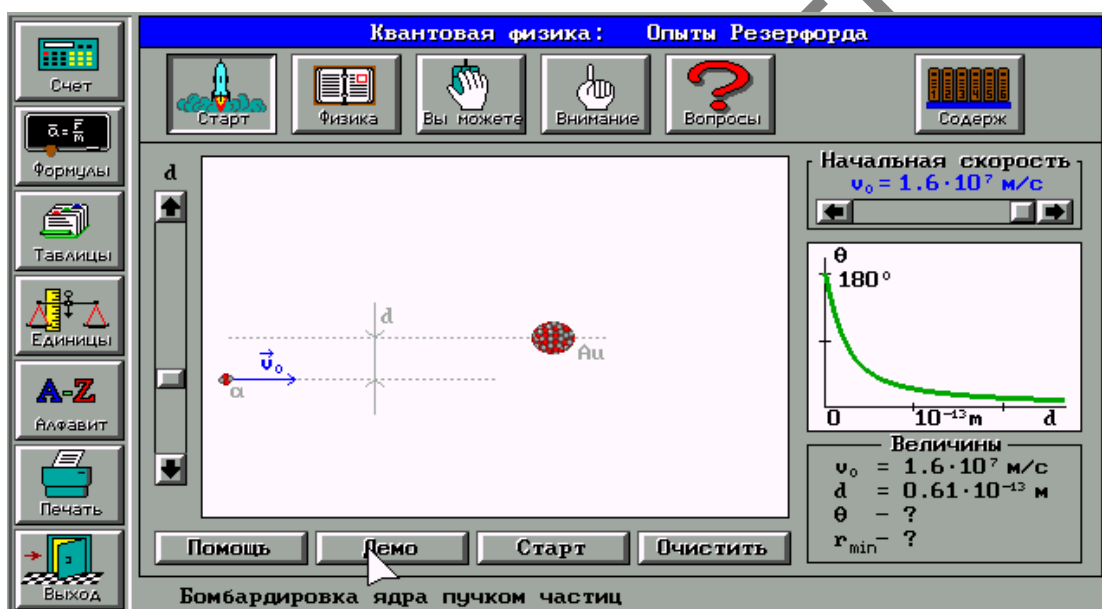 Квантовая физика: Опыты Резерфорда
Счет
Старт
Физика
Вы можете
Внимание
Вопросы
Содерж
a̅ = F̅/m
Формулы
Таблицы
Единицы
A-Z
Алфавит
Печать
Выход
d
d
v⃗₀
α
Au
Начальная скорость
v₀ = 1.6·10⁷ м/с
θ
180°
0
10⁻¹³m
d
Величины
v₀ = 1.6·10⁷ м/с
d = 0.61·10⁻¹³ м
θ - ?
r min - ?
Помощь
Демо
Старт
Очистить
Бомбардировка ядра пучком частиц